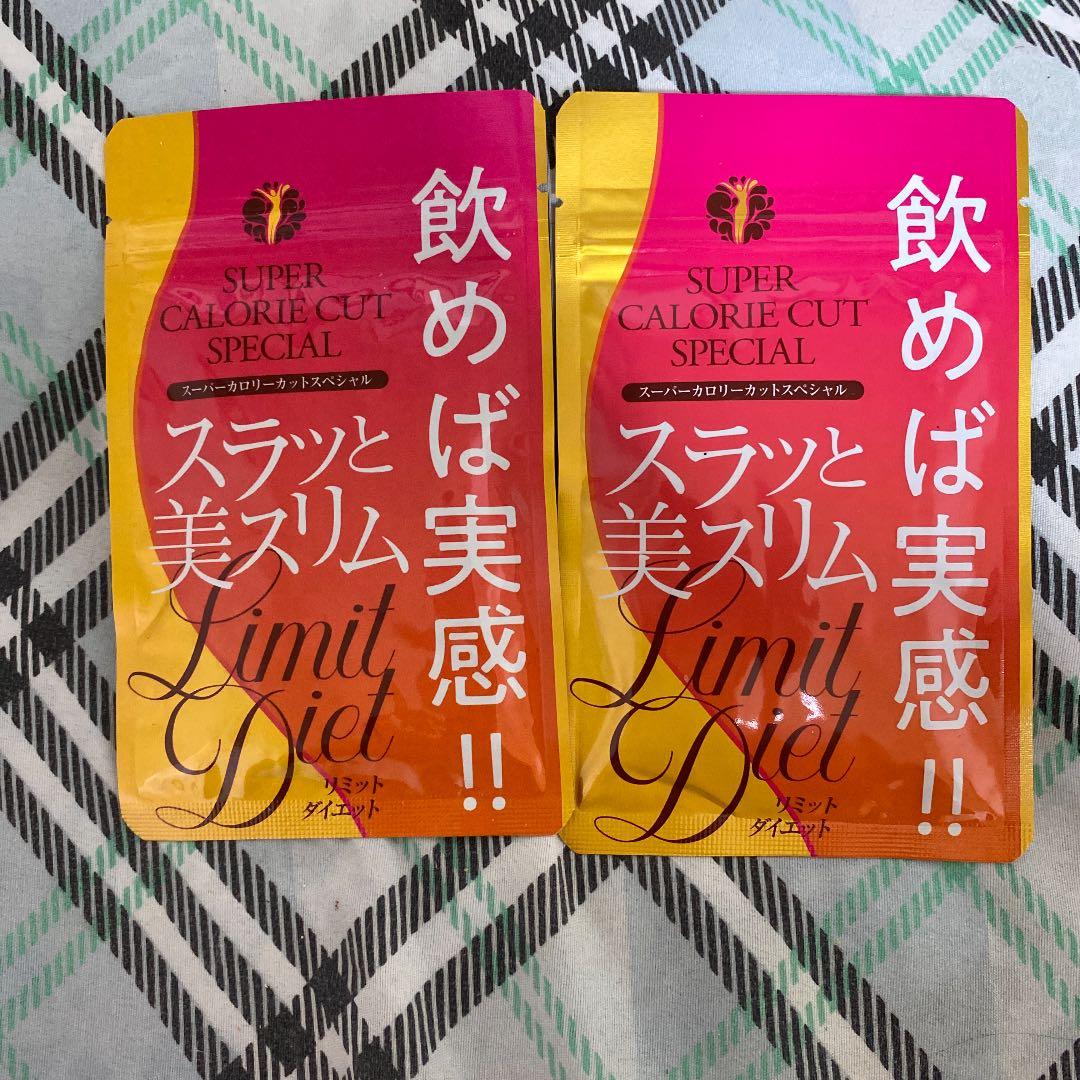 飲めば実感!!
SUPER
CALORIE CUT
SPECIAL
スーパーカロリーカットスペシャル
スラッと
美スリム
Limit
Diet
リミット
ダイエット
飲めば実感!!
SUPER
CALORIE CUT
SPECIAL
スーパーカロリーカットスペシャル
スラッと
美スリム
Limit
Diet
リミット
ダイエット